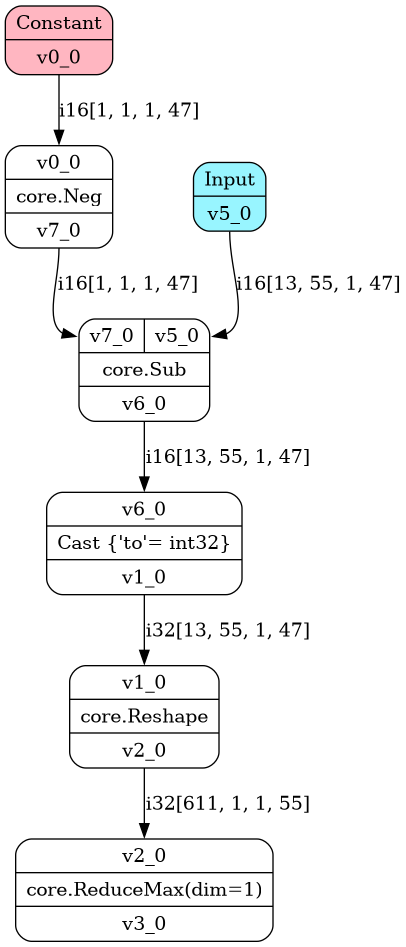 Constant
v0_0
i16[1, 1, 1, 47]
v0_0
core.Neg
v7_0
Input
v5_0
i16[1, 1, 1, 47]
i16[13, 55, 1, 47]
v7_0
v5_0
core.Sub
v6_0
i16[13, 55, 1, 47]
v6_0
Cast {'to'= int32}
v1_0
i32[13, 55, 1, 47]
v1_0
core.Reshape
v2_0
i32[611, 1, 1, 55]
v2_0
core.ReduceMax(dim=1)
v3_0